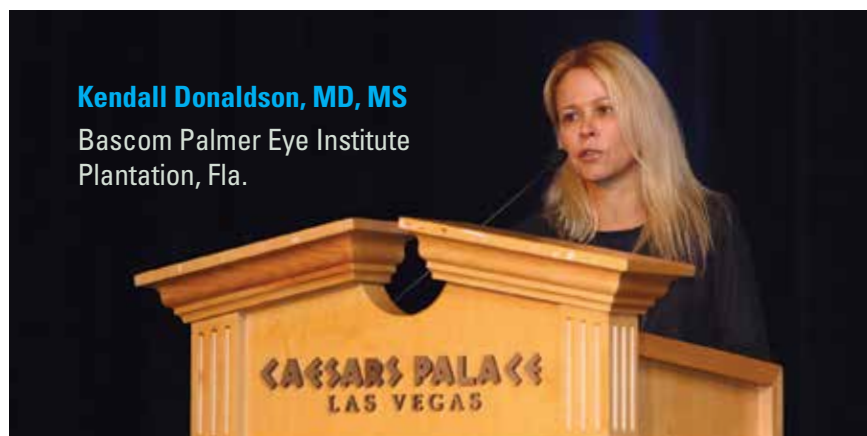 Kendall Donaldson, MD, MS
Bascom Palmer Eye Institute
Plantation, Fla.
CAESARS PALACE
LAS VEGAS